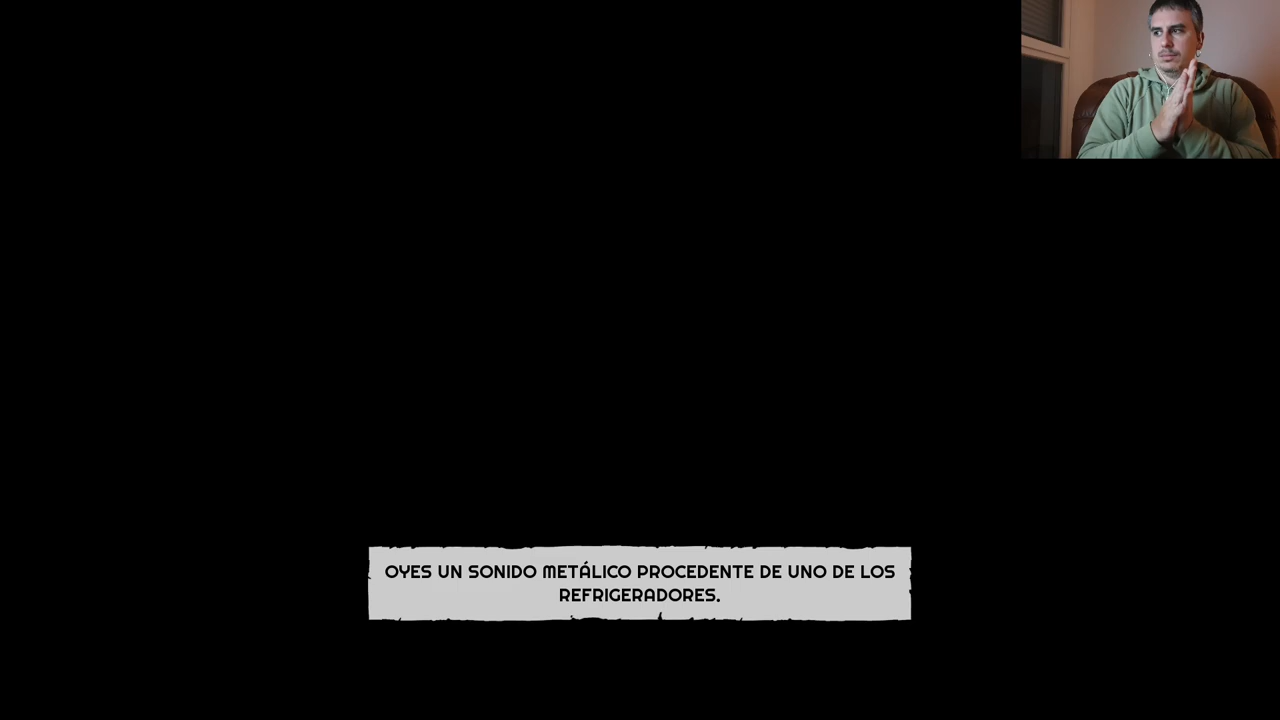 OYES UN SONIDO METÁLICO PROCEDENTE DE UNO DE LOS
REFRIGERADORES.